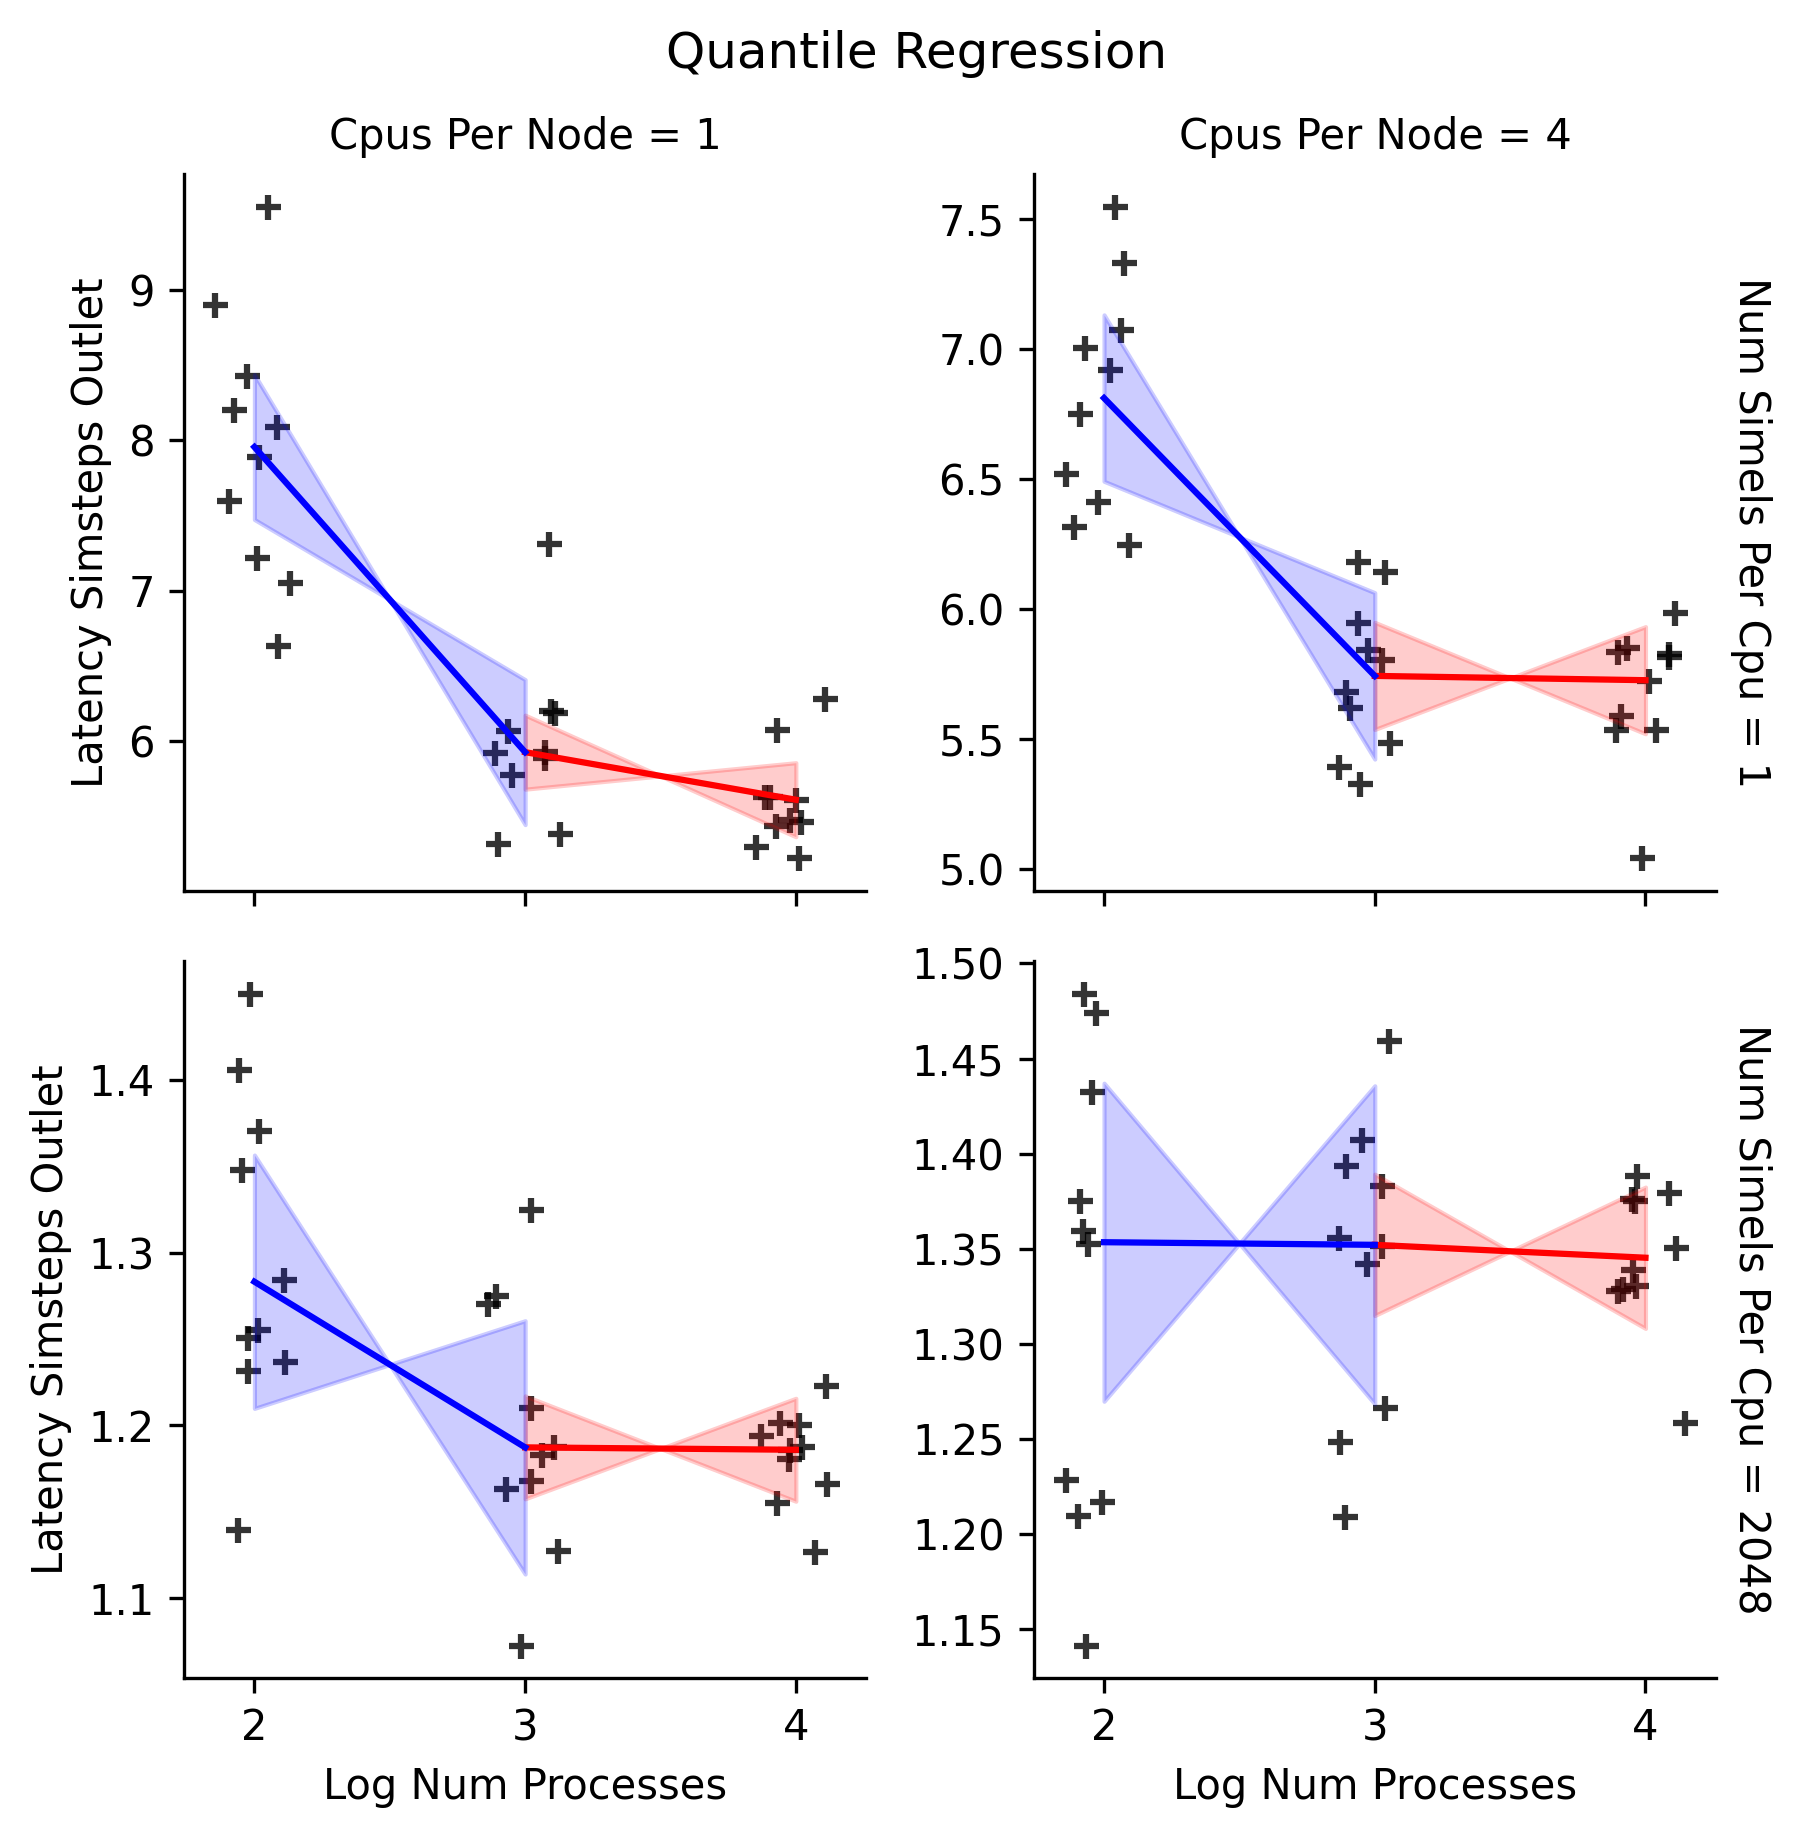 Quantile Regression
Cpus Per Node = 1
Cpus Per Node = 4
Latency Simsteps Outlet
9
8
7
6
7.5
7.0
6.5
6.0
5.5
5.0
Num Simels Per Cpu = 1
Latency Simsteps Outlet
1.4
1.3
1.2
1.1
1.50
1.45
1.40
1.35
1.30
1.25
1.20
1.15
Num Simels Per Cpu = 2048
2 3 4
2 3 4
Log Num Processes
Log Num Processes